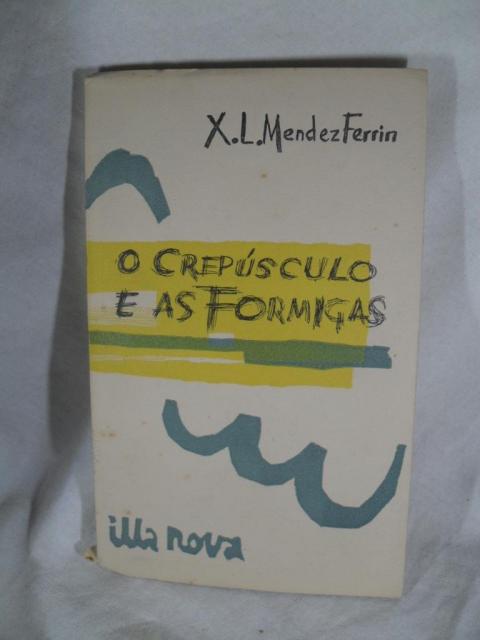 X.L. Mendez Ferrin
O CREPÚSCULO
E AS FORMIGAS
illa nova